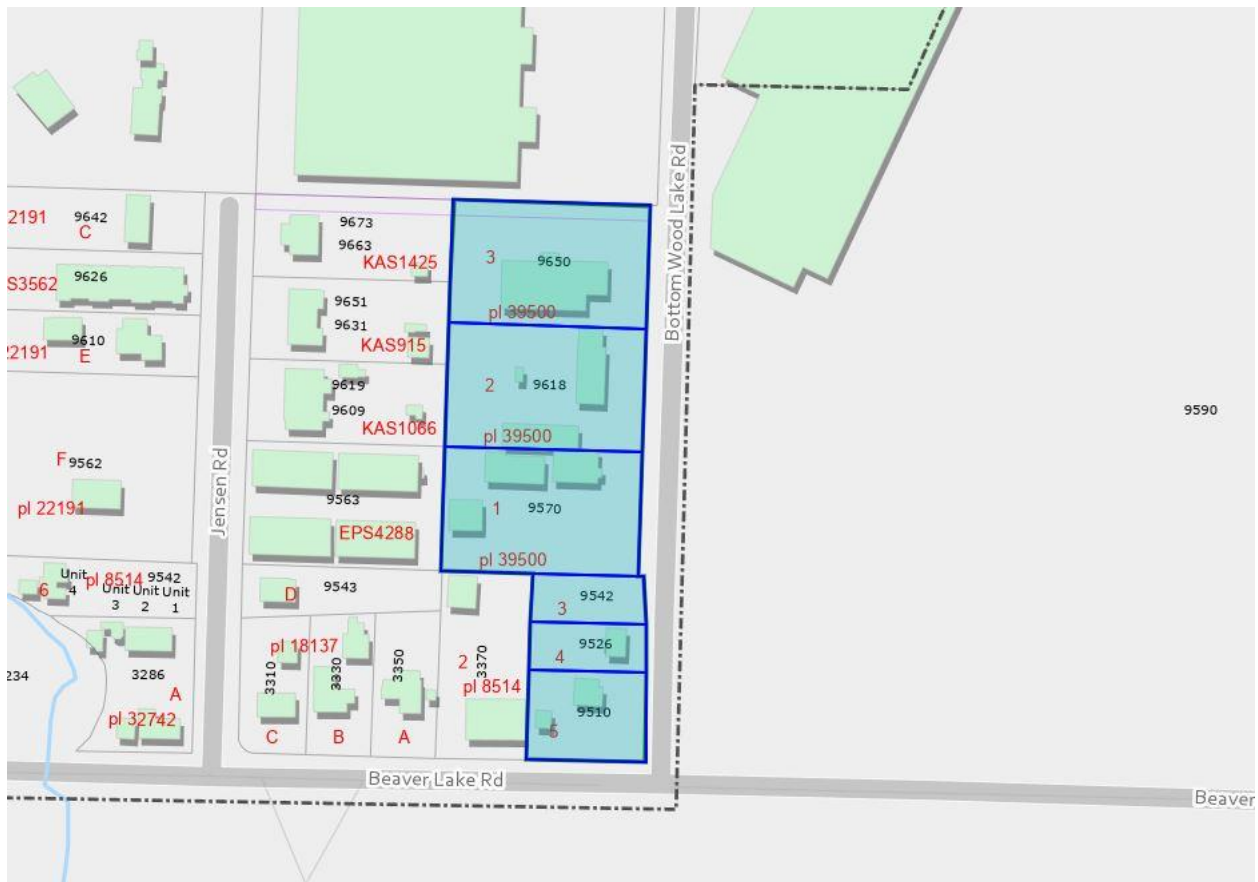 Bottom Wood Lake Rd
2191
9642
C
9673
9663
KAS1425
3
9650
pl 39500
S3562
9626
9651
9631
KAS915
22191
9610
E
2
9618
pl 39500
9619
9609
KAS1066
9590
F
9562
pl 22191
Jensen Rd
9563
EPS4288
1
9570
pl 39500
6
Unit
4
pl 8514
9542
Unit
3
Unit
2
Unit
1
D
9543
3
9542
234
3286
A
pl 32742
pl 18137
3310
3330
3350
C
B
A
2
3370
pl 8514
4
9526
9510
5
Beaver Lake Rd
Beaver